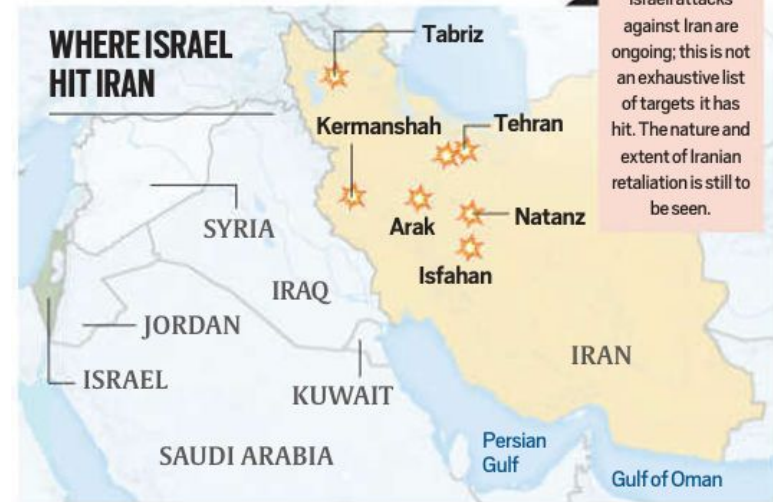 WHERE ISRAEL
HIT IRAN
Tabriz
Kermanshah
Tehran
Arak
Natanz
Isfahan
SYRIA
IRAQ
JORDAN
ISRAEL
KUWAIT
IRAN
SAUDI ARABIA
Persian
Gulf
Gulf of Oman
Israeli attacks
against Iran are
ongoing; this is not
an exhaustive list
of targets it has
hit. The nature and
extent of Iranian
retaliation is still to
be seen.